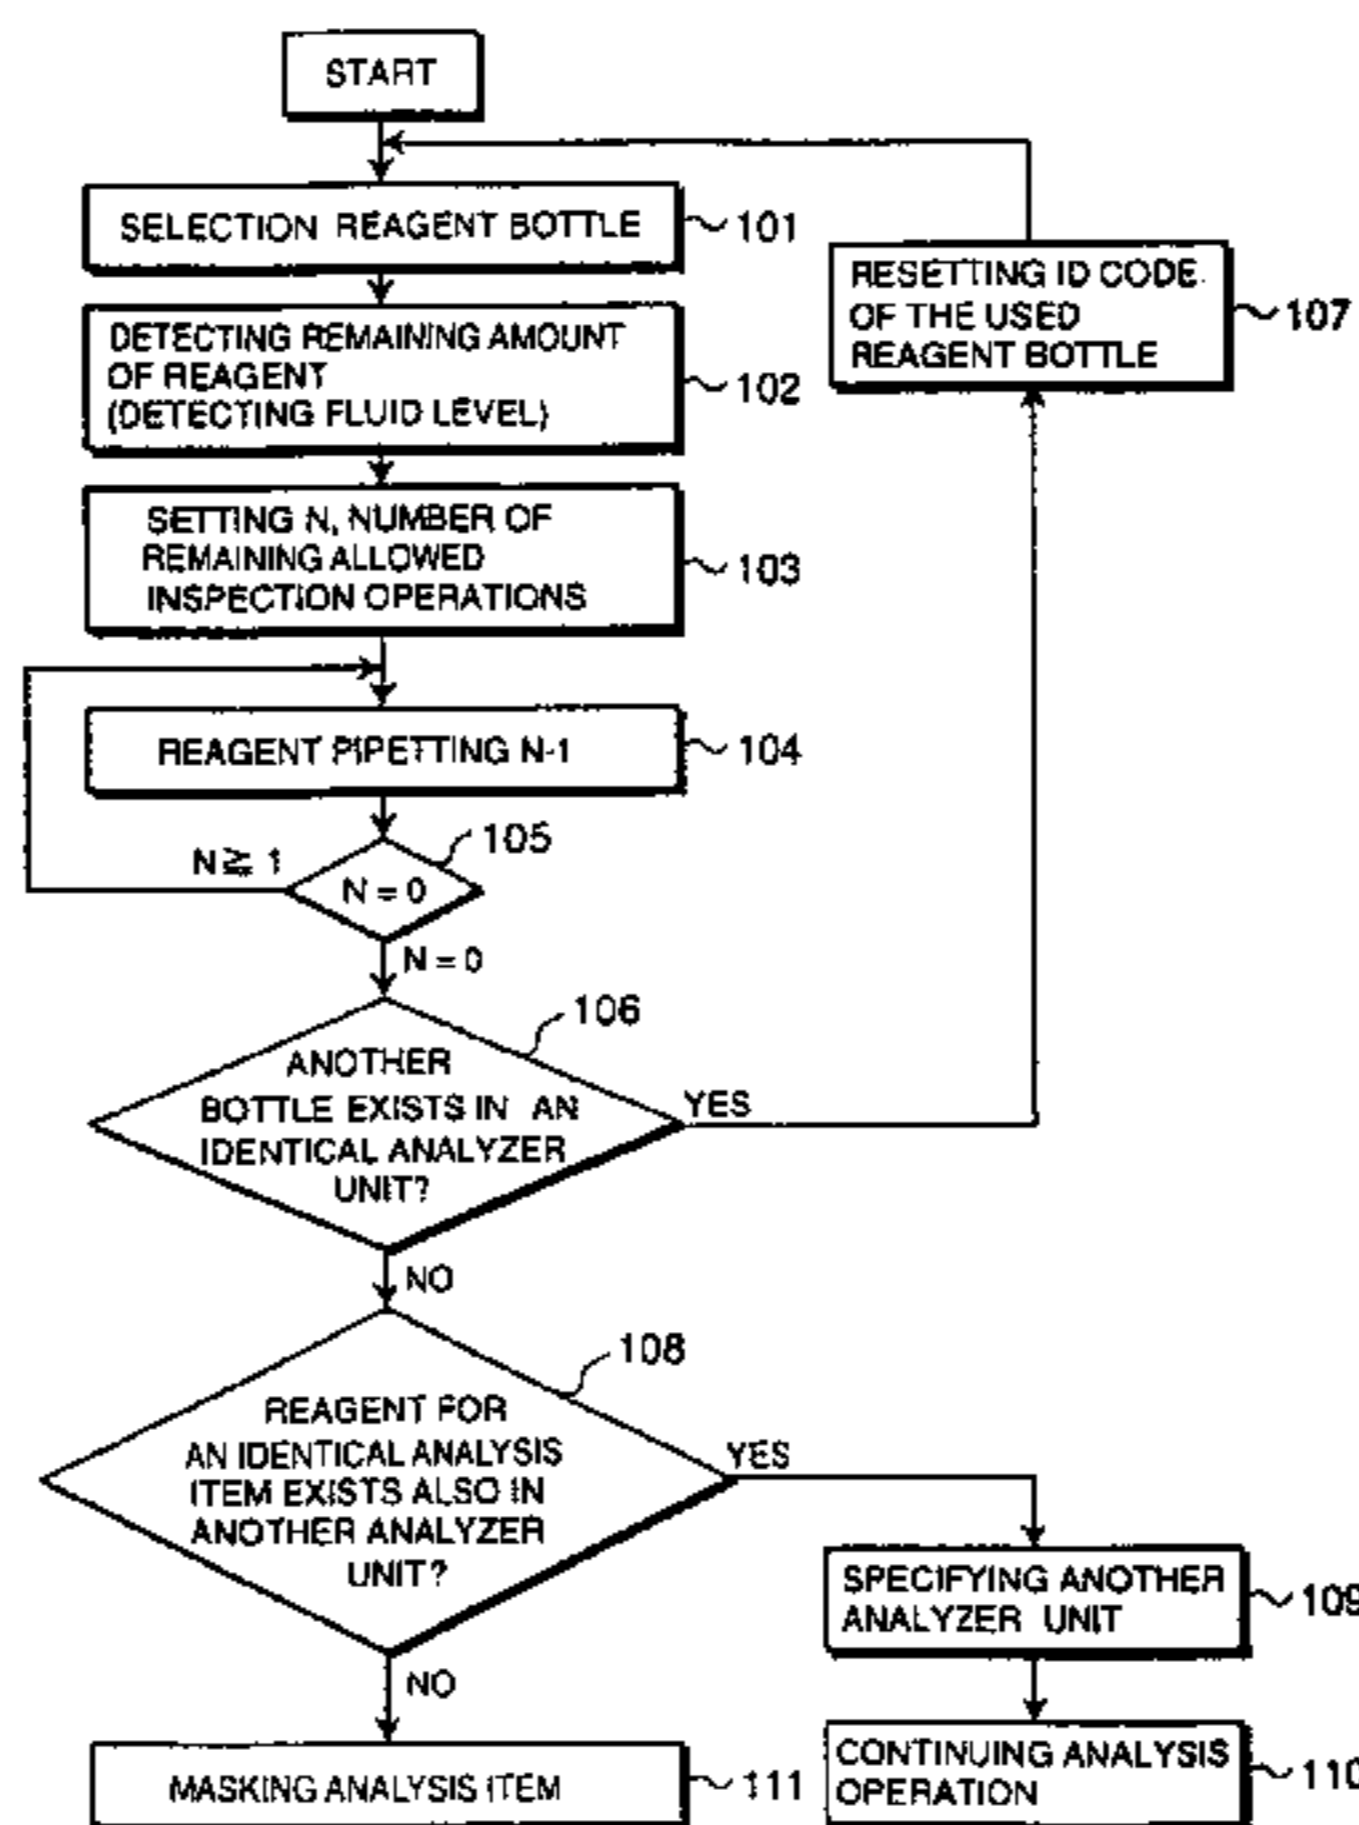 START
SELECTION REAGENT BOTTLE
101
RESETTING ID CODE
OF THE USED
REAGENT BOTTLE
107
DETECTING REMAINING AMOUNT
OF REAGENT
(DETECTING FLUID LEVEL)
102
SETTING N, NUMBER OF
REMAINING ALLOWED
INSPECTION OPERATIONS
103
REAGENT PIPETTING N-1
104
105
N ≧ 1
N = 0
N = 0
106
ANOTHER
BOTTLE EXISTS IN AN
IDENTICAL ANALYZER
UNIT?
YES
NO
108
REAGENT FOR
AN IDENTICAL ANALYSIS
ITEM EXISTS ALSO IN
ANOTHER ANALYZER
UNIT?
YES
SPECIFYING ANOTHER
ANALYZER UNIT
109
NO
MASKING ANALYSIS ITEM
111
CONTINUING ANALYSIS
OPERATION
110